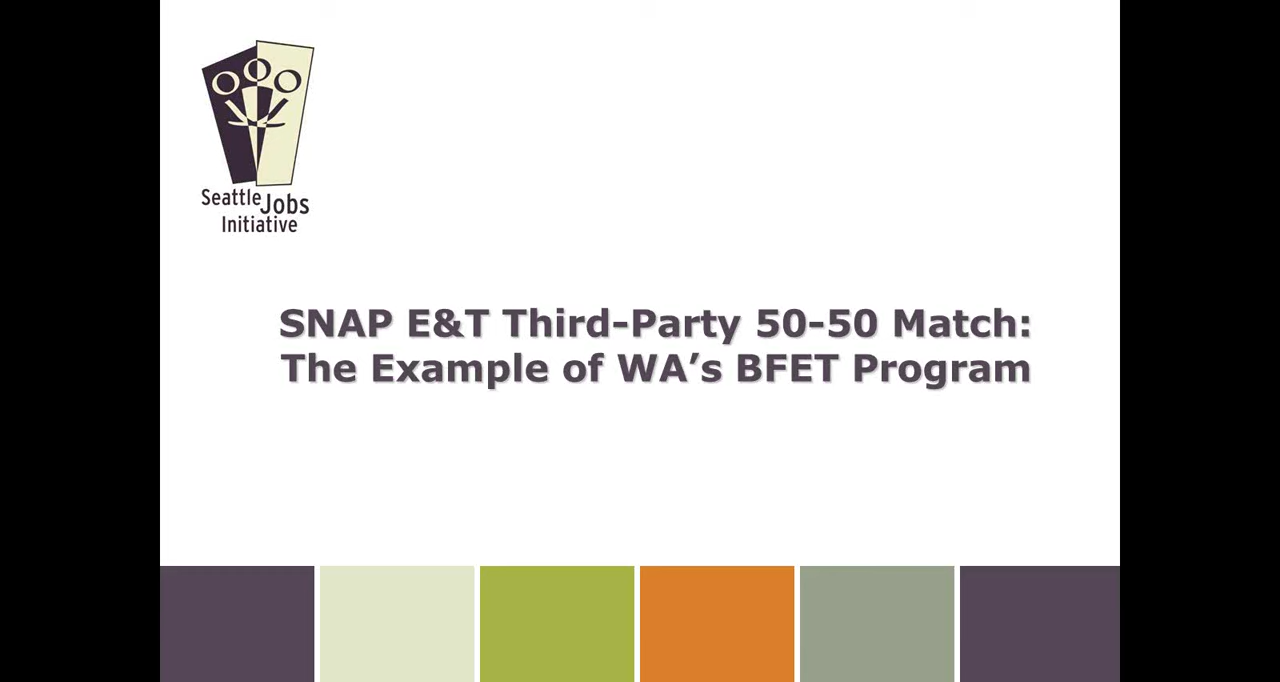 Seattle Jobs
Initiative
SNAP E&T Third-Party 50-50 Match:
The Example of WA’s BFET Program